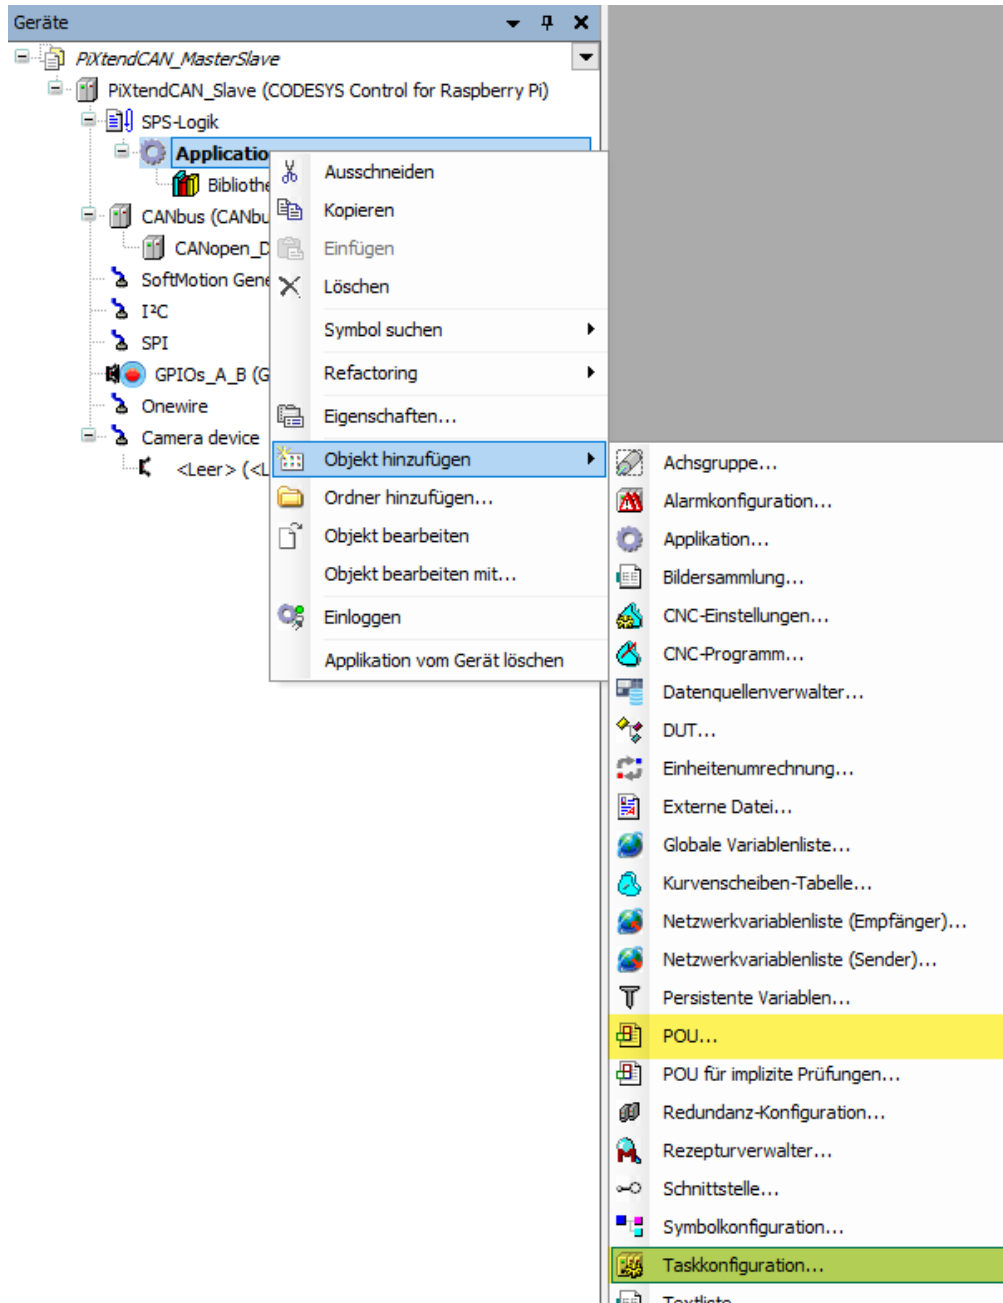 Geräte
PiXtendCAN_MasterSlave
PiXtendCAN_Slave (CODESYS Control for Raspberry Pi)
SPS-Logik
Applicatio
Bibliothe
CANbus (CANbu
CANopen_D
SoftMotion Gene
I²C
SPI
GPIOs_A_B (G
Onewire
Camera device
<Leer> (<L
Ausschneiden
Kopieren
Einfügen
Löschen
Symbol suchen
Refactoring
Eigenschaften...
Objekt hinzufügen
Ordner hinzufügen...
Objekt bearbeiten
Objekt bearbeiten mit...
Einloggen
Applikation vom Gerät löschen
Achsgruppe...
Alarmkonfiguration...
Applikation...
Bildersammlung...
CNC-Einstellungen...
CNC-Programm...
Datenquellenverwalter...
DUT...
Einheitenumrechnung...
Externe Datei...
Globale Variablenliste...
Kurvenscheiben-Tabelle...
Netzwerkvariablenliste (Empfänger)...
Netzwerkvariablenliste (Sender)...
Persistente Variablen...
POU...
POU für implizite Prüfungen...
Redundanz-Konfiguration...
Rezepturverwalter...
Schnittstelle...
Symbolkonfiguration...
Taskkonfiguration...